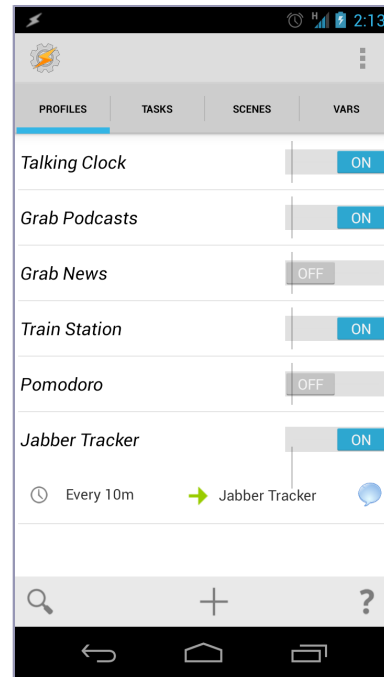 H 2:13
PROFILES TASKS SCENES VARS
Talking Clock ON
Grab Podcasts ON
Grab News OFF
Train Station ON
Pomodoro OFF
Jabber Tracker ON
Every 10m Jabber Tracker
?